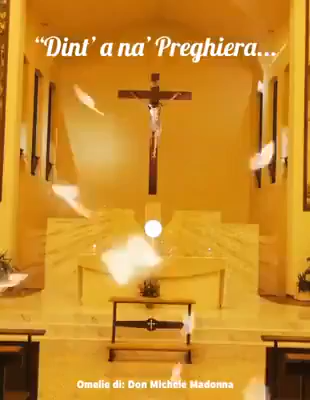 “Dint’ a na’ Preghiera...
Omelie di: Don Michele Madonna